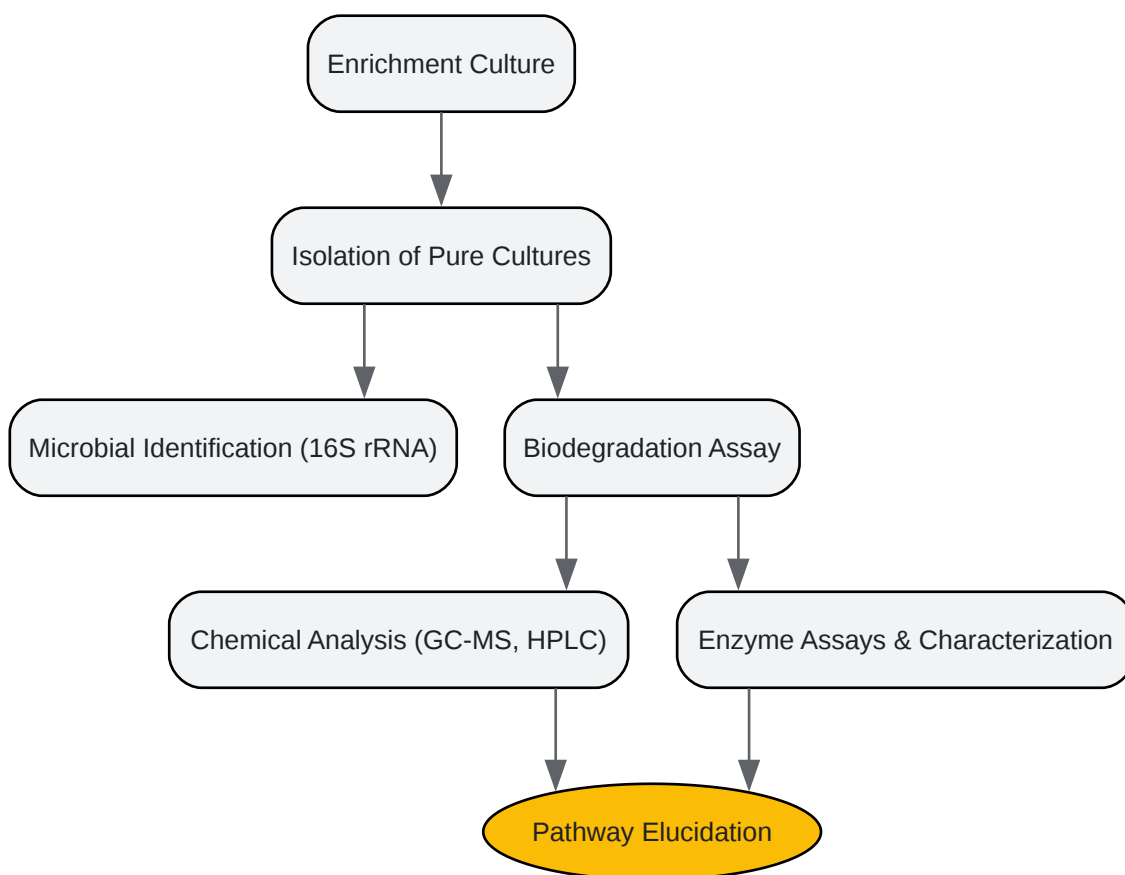 Enrichment Culture
Isolation of Pure Cultures
Microbial Identification (16S rRNA)
Biodegradation Assay
Chemical Analysis (GC-MS, HPLC)
Enzyme Assays & Characterization
Pathway Elucidation